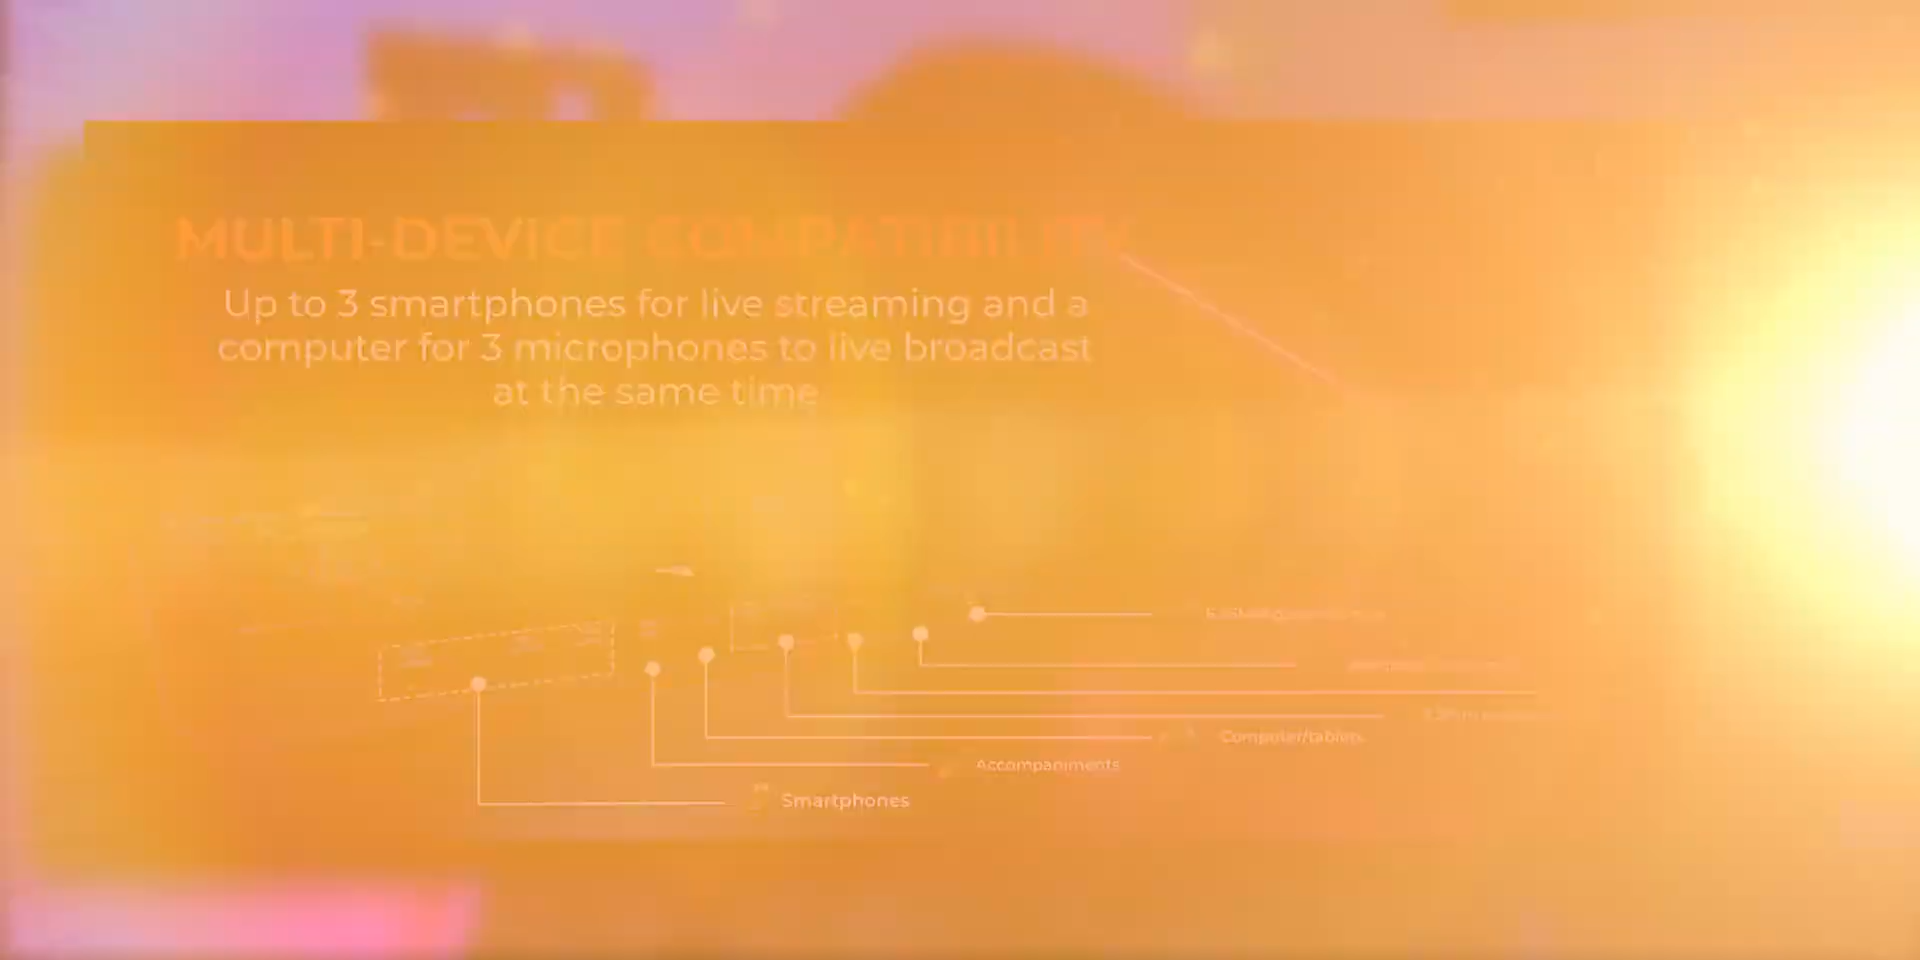 MULTI-DEVICE COMPATIBILITY
Up to 3 smartphones for live streaming and a
computer for 3 microphones to live broadcast
at the same time
Computer/tablets
Accompaniments
Smartphones